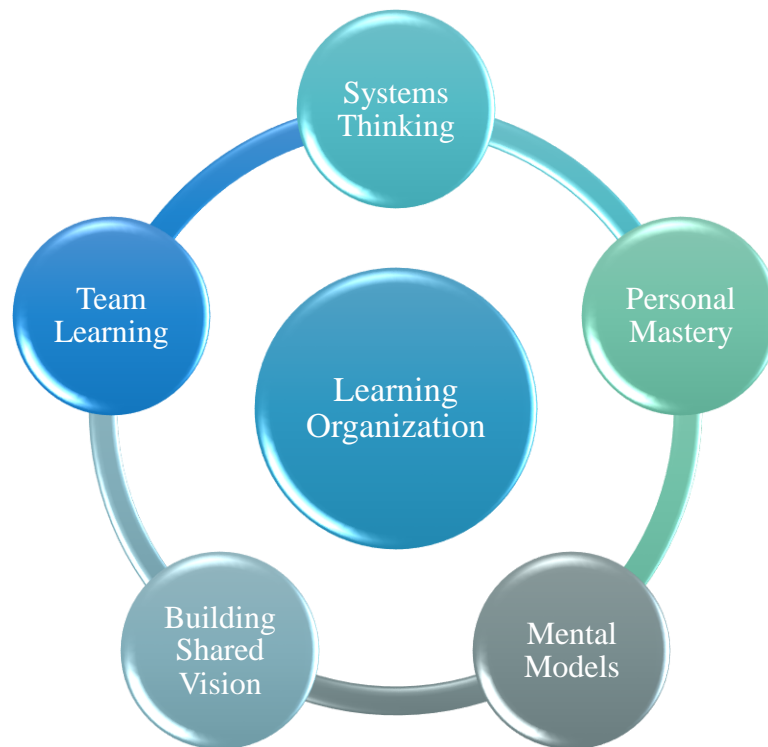 Systems
Thinking
Team
Learning
Personal
Mastery
Learning
Organization
Building
Shared
Vision
Mental
Models